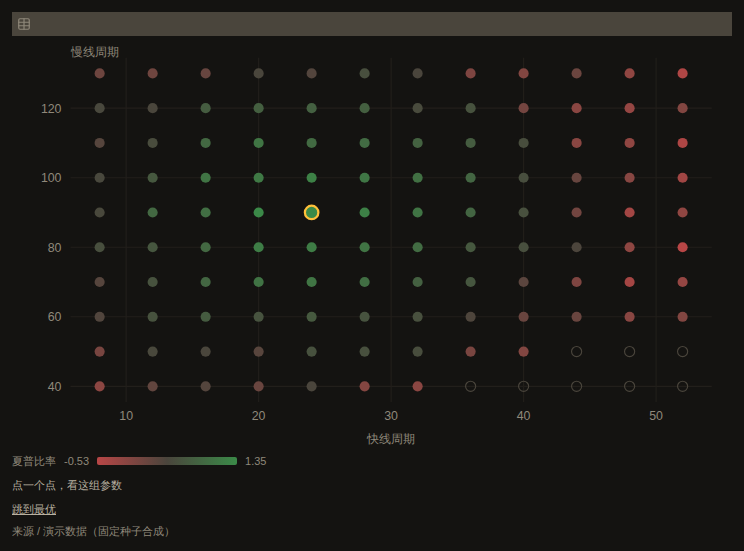 慢线周期
120
100
80
60
40
10 20 30 40 50
快线周期
夏普比率 -0.53 1.35
点一个点，看这组参数
跳到最优
来源 / 演示数据（固定种子合成）